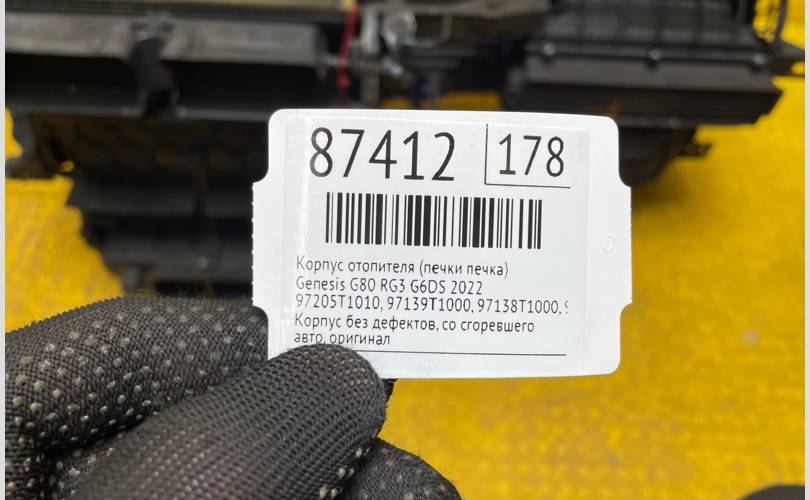 87412 178
Корпус отопителя (печки печка)
Genesis G80 RG3 G6DS 2022
97205T1010, 97139T1000, 97138T1000,
Корпус без дефектов, со сгоревшего
авто, оригинал